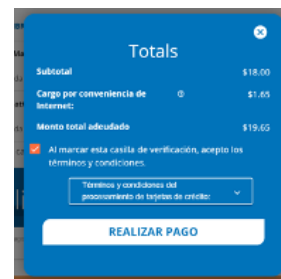 Totals
Subtotal $18.00
Cargo por conveniencia de $1.65
Internet:
Monto total adeudado $19.65
Al marcar esta casilla de verificación, acepto los
términos y condiciones.
Términos y condiciones del
procesamiento de tarjetas de crédito:
REALIZAR PAGO